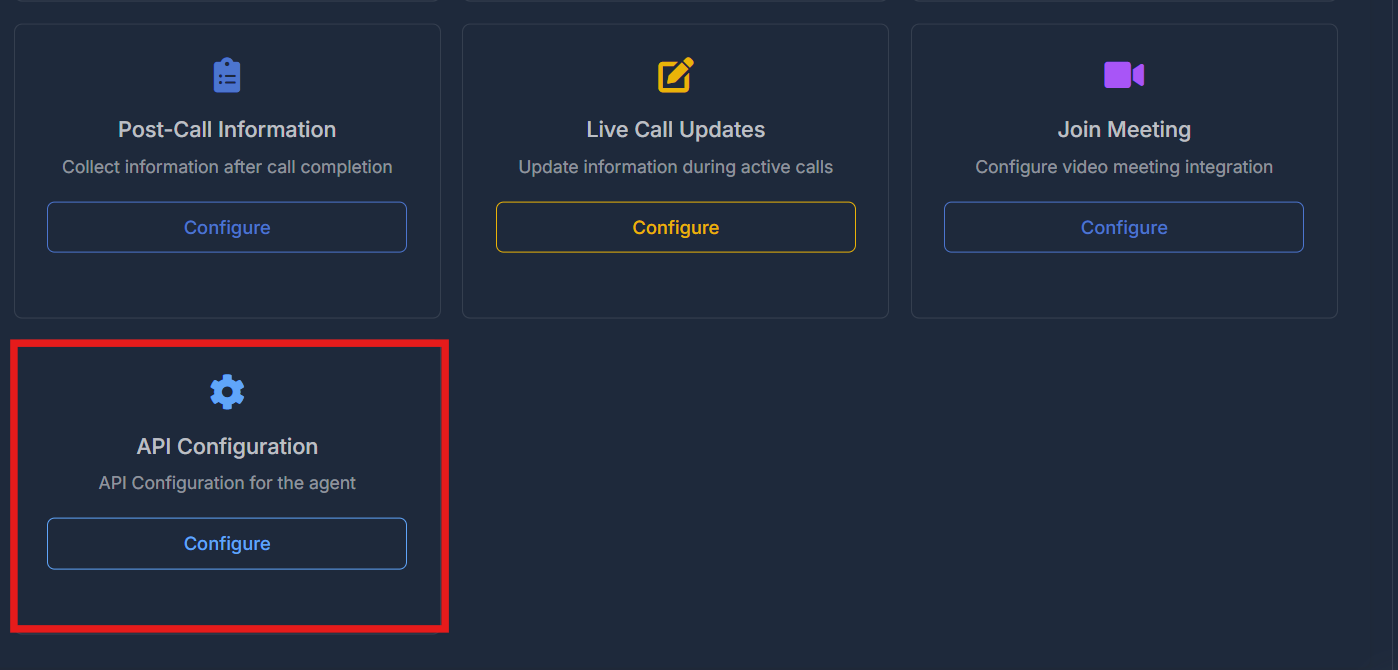 Post-Call Information
Collect information after call completion
Configure
Live Call Updates
Update information during active calls
Configure
Join Meeting
Configure video meeting integration
Configure
API Configuration
API Configuration for the agent
Configure